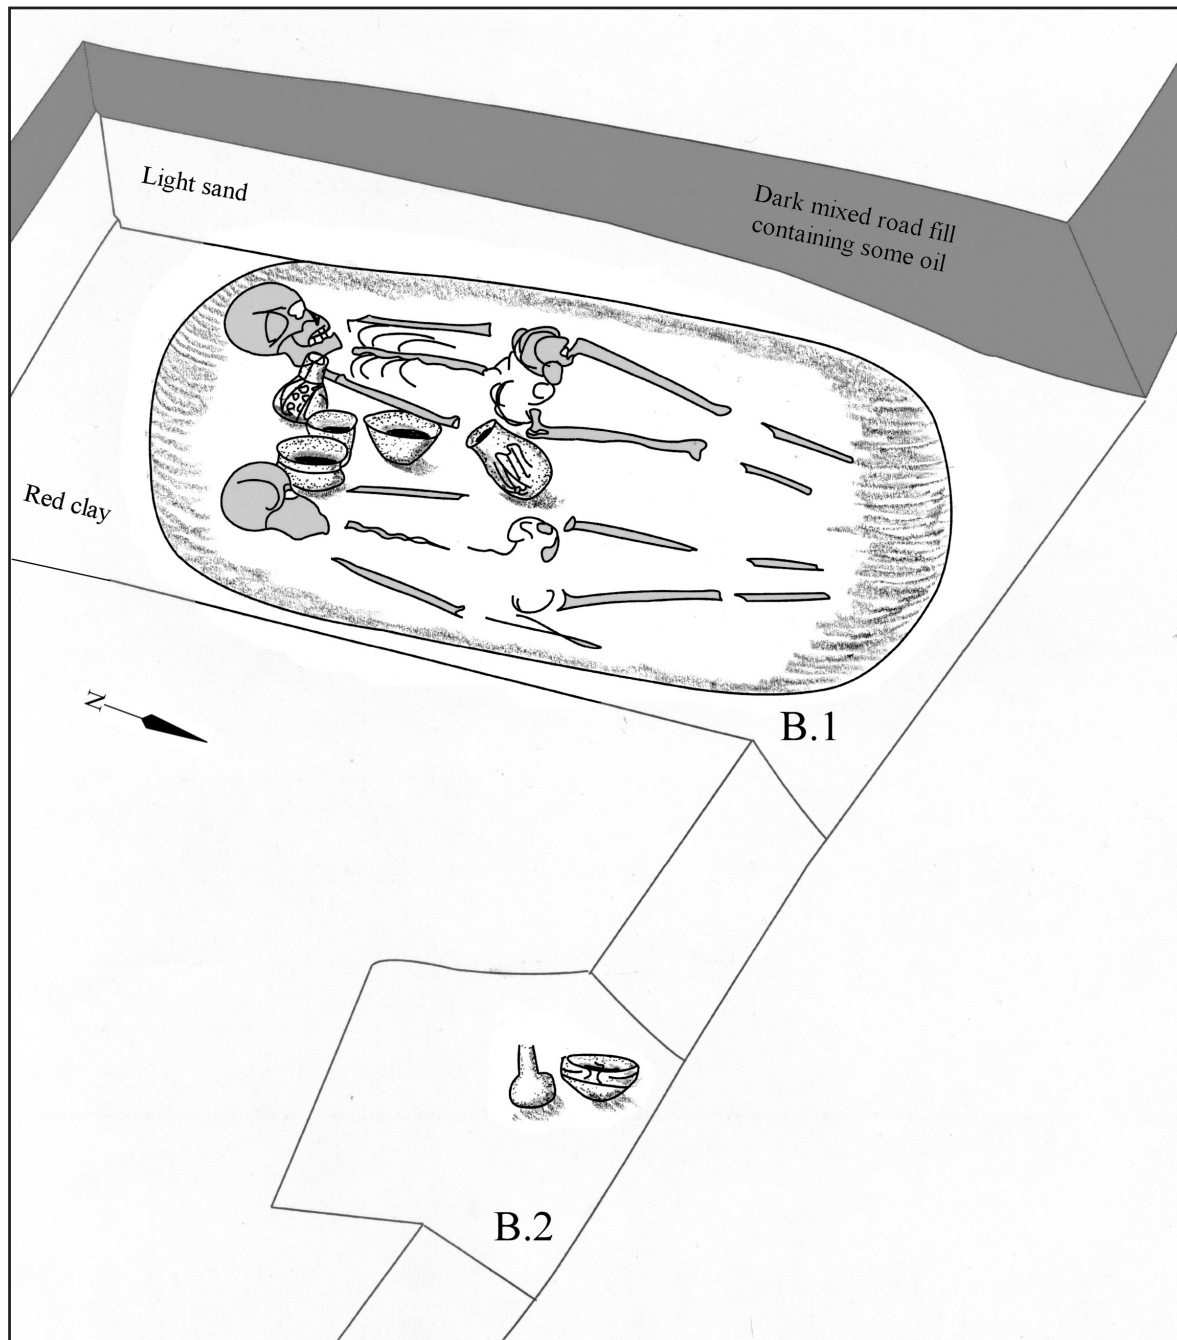 Light sand
Dark mixed road fill
containing some oil
Red clay
N
B.1
B.2